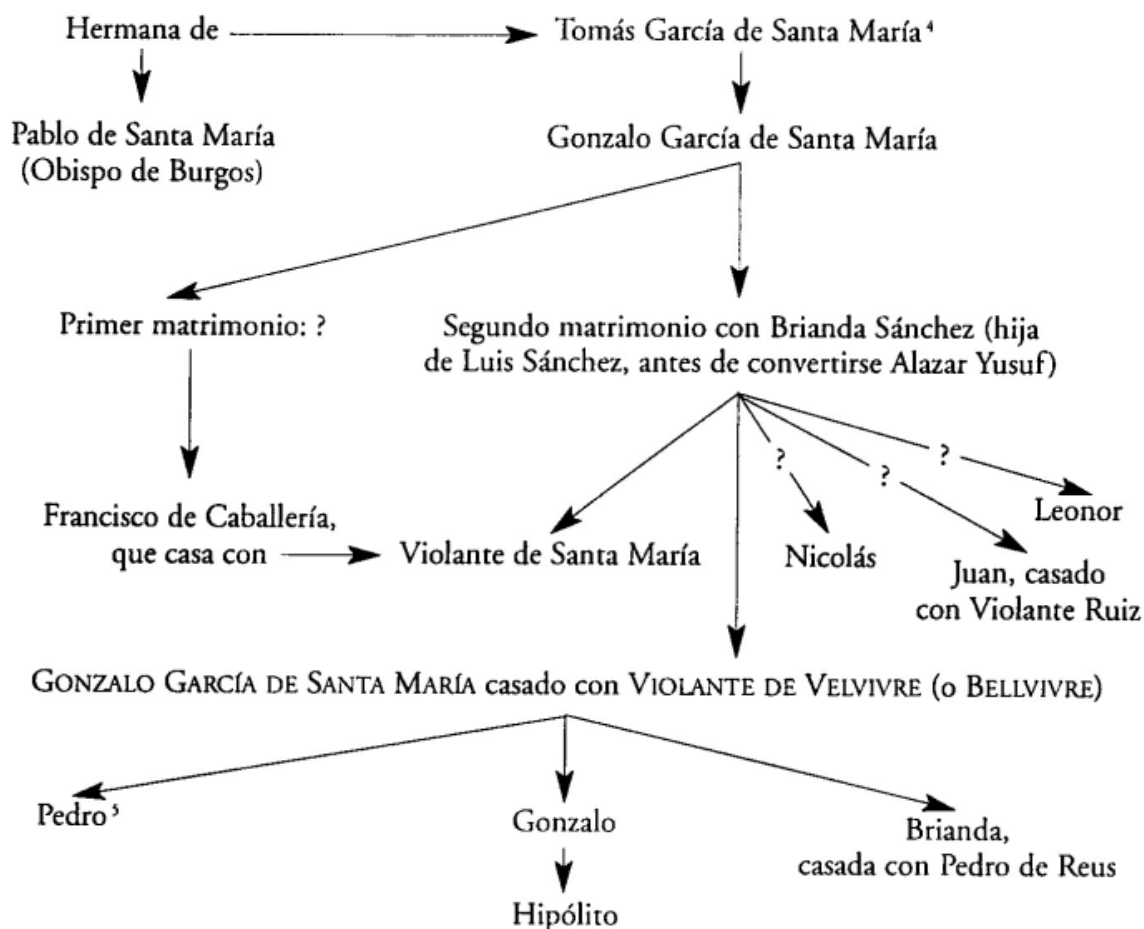 Hermana de
Tomás García de Santa María⁴
Pablo de Santa María
(Obispo de Burgos)
Gonzalo García de Santa María
Primer matrimonio: ?
Segundo matrimonio con Brianda Sánchez (hija
de Luis Sánchez, antes de convertirse Alazar Yusuf)
?
?
?
Leonor
Francisco de Caballería,
que casa con
Violante de Santa María
Nicolás
Juan, casado
con Violante Ruiz
GONZALO GARCÍA DE SANTA MARÍA casado con VIOLANTE DE VELVIVRE (o BELLVIVRE)
Pedro⁵
Gonzalo
Brianda,
casada con Pedro de Reus
Hipólito